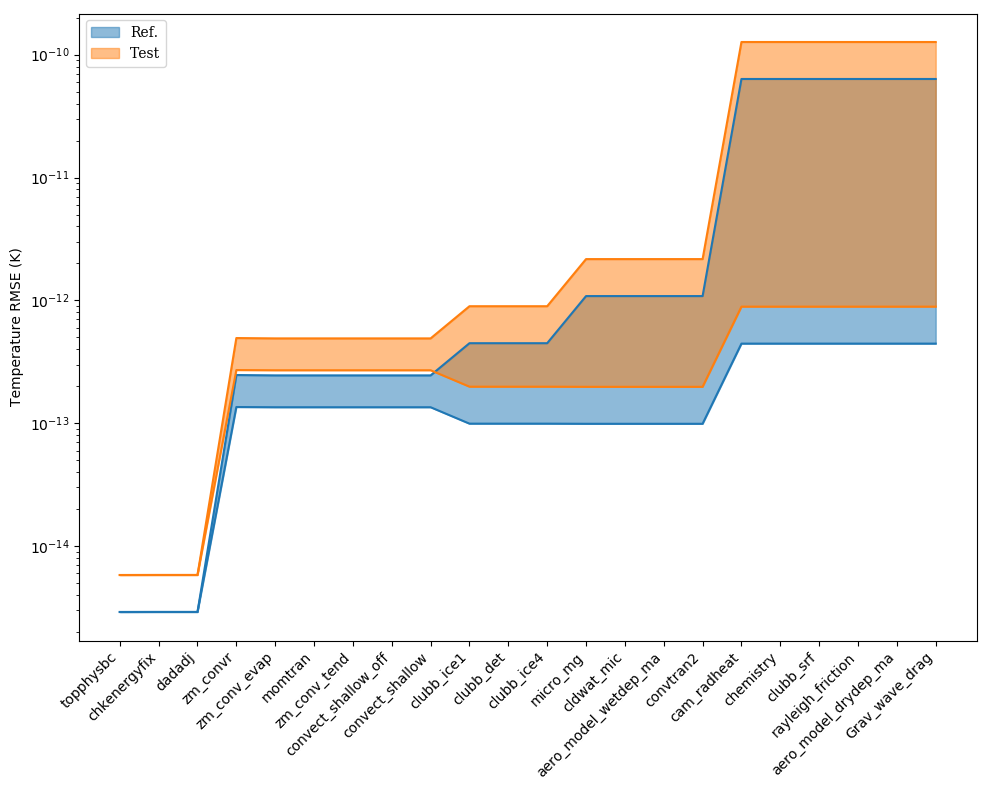 Ref.
Test
Temperature RMSE (K)
10⁻¹⁰
10⁻¹¹
10⁻¹²
10⁻¹³
10⁻¹⁴
topphysbc
chkenergyfix
dadadj
zm_convr
zm_conv_evap
momtran
zm_conv_tend
convect_shallow_off
convect_shallow
clubb_ice1
clubb_det
clubb_ice4
micro_mg
cldwat_mic
aero_model_wetdep_ma
convtran2
cam_radheat
chemistry
clubb_srf
rayleigh_friction
aero_model_drydep_ma
Grav_wave_drag